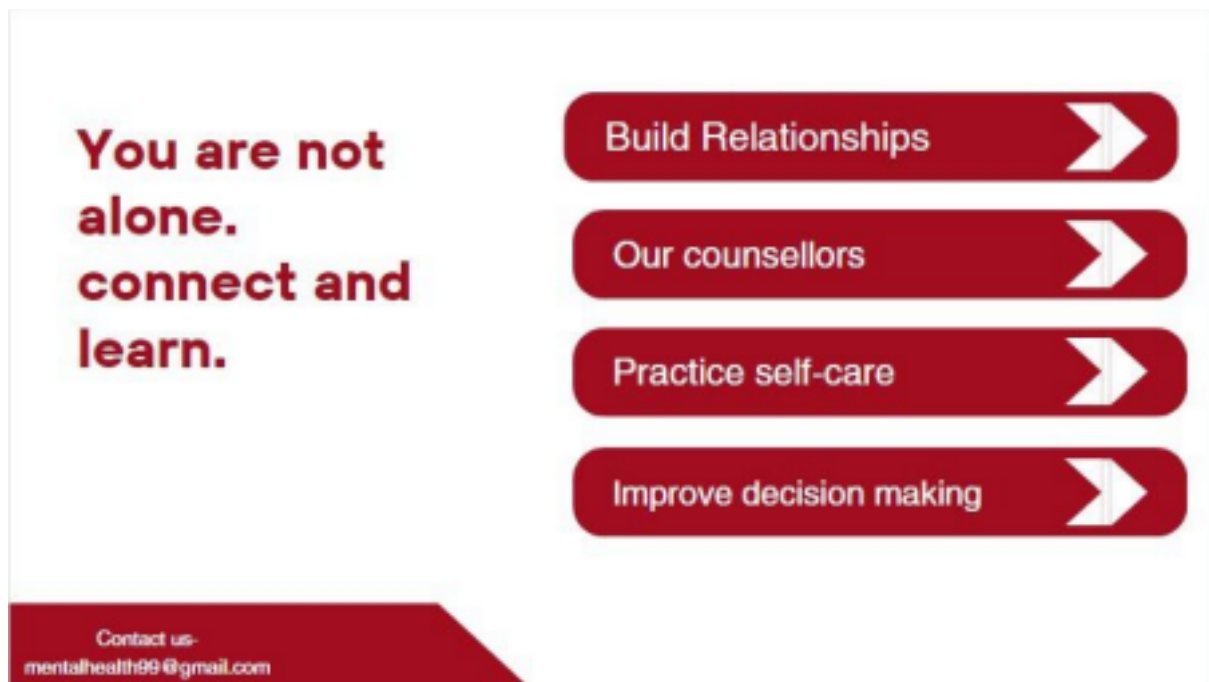 You are not
alone.
connect and
learn.
Build Relationships
Our counsellors
Practice self-care
Improve decision making
Contact us-
mentalhealth99@gmail.com